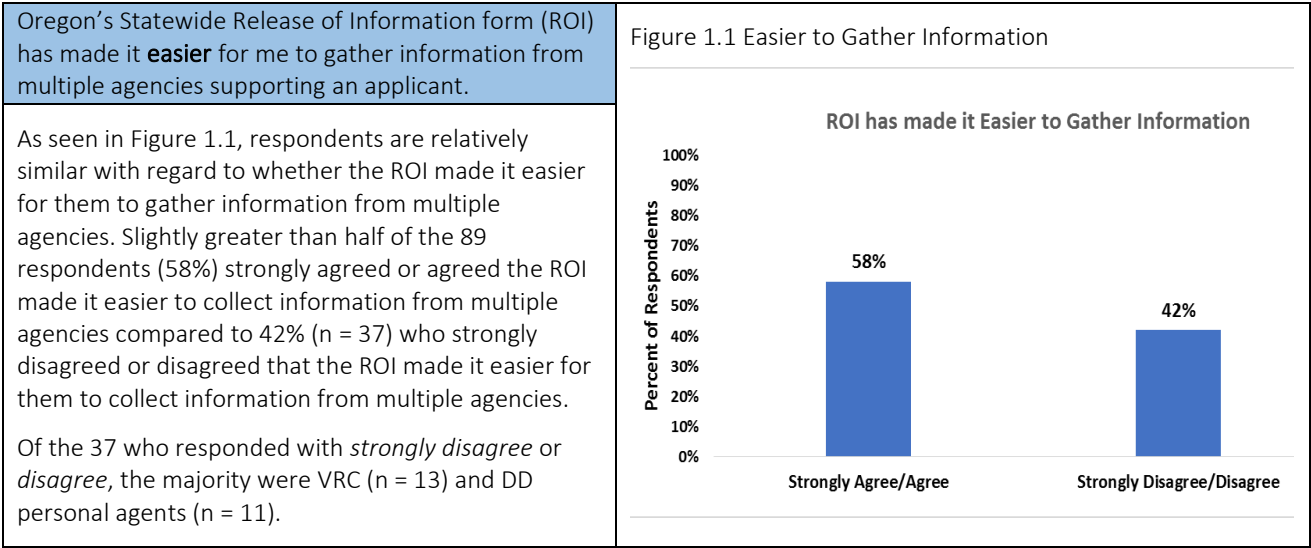 Oregon’s Statewide Release of Information form (ROI)
has made it easier for me to gather information from
multiple agencies supporting an applicant.
As seen in Figure 1.1, respondents are relatively
similar with regard to whether the ROI made it easier
for them to gather information from multiple
agencies. Slightly greater than half of the 89
respondents (58%) strongly agreed or agreed the ROI
made it easier to collect information from multiple
agencies compared to 42% (n = 37) who strongly
disagreed or disagreed that the ROI made it easier for
them to collect information from multiple agencies.
Of the 37 who responded with strongly disagree or
disagree, the majority were VRC (n = 13) and DD
personal agents (n = 11).
Figure 1.1 Easier to Gather Information
ROI has made it Easier to Gather Information
Percent of Respondents
100%
90%
80%
70%
60%
50%
40%
30%
20%
10%
0%
58%
42%
Strongly Agree/Agree
Strongly Disagree/Disagree